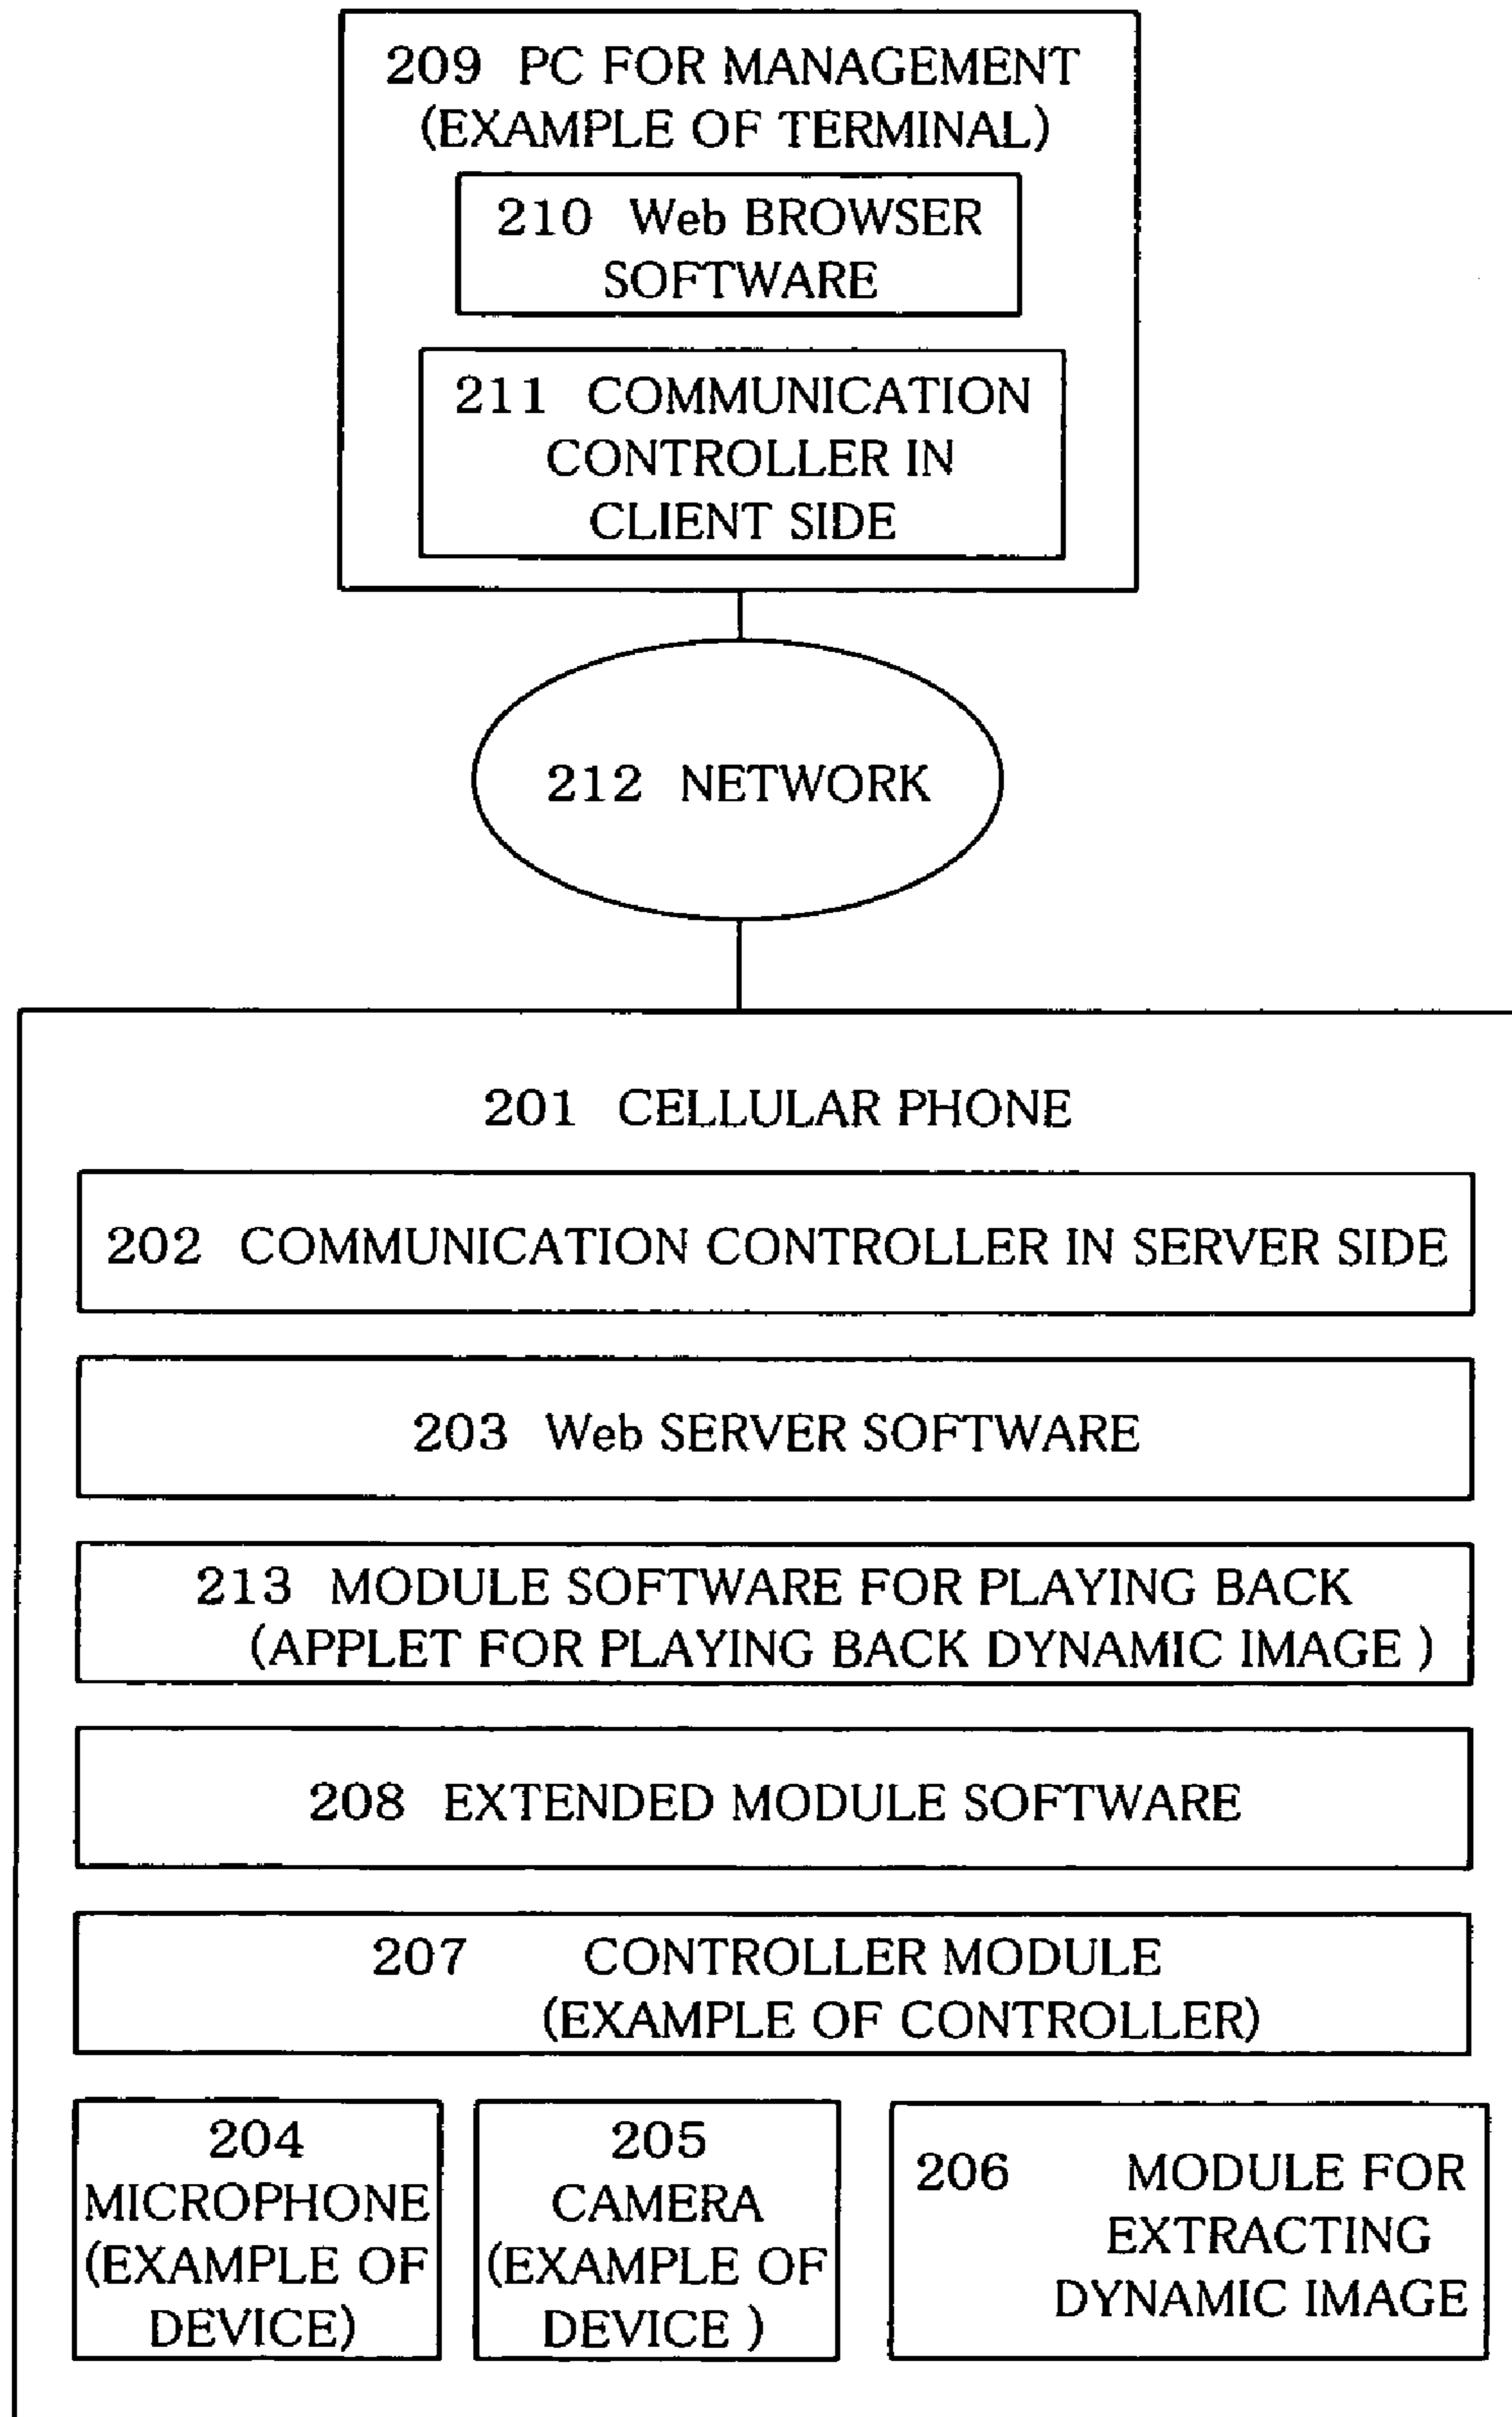 209 PC FOR MANAGEMENT
(EXAMPLE OF TERMINAL)
210 Web BROWSER
SOFTWARE
211 COMMUNICATION
CONTROLLER IN
CLIENT SIDE
212 NETWORK
201 CELLULAR PHONE
202 COMMUNICATION CONTROLLER IN SERVER SIDE
203 Web SERVER SOFTWARE
213 MODULE SOFTWARE FOR PLAYING BACK
(APPLET FOR PLAYING BACK DYNAMIC IMAGE )
208 EXTENDED MODULE SOFTWARE
207 CONTROLLER MODULE
(EXAMPLE OF CONTROLLER)
204
MICROPHONE
(EXAMPLE OF
DEVICE)
205
CAMERA
(EXAMPLE OF
DEVICE )
206 MODULE FOR
EXTRACTING
DYNAMIC IMAGE